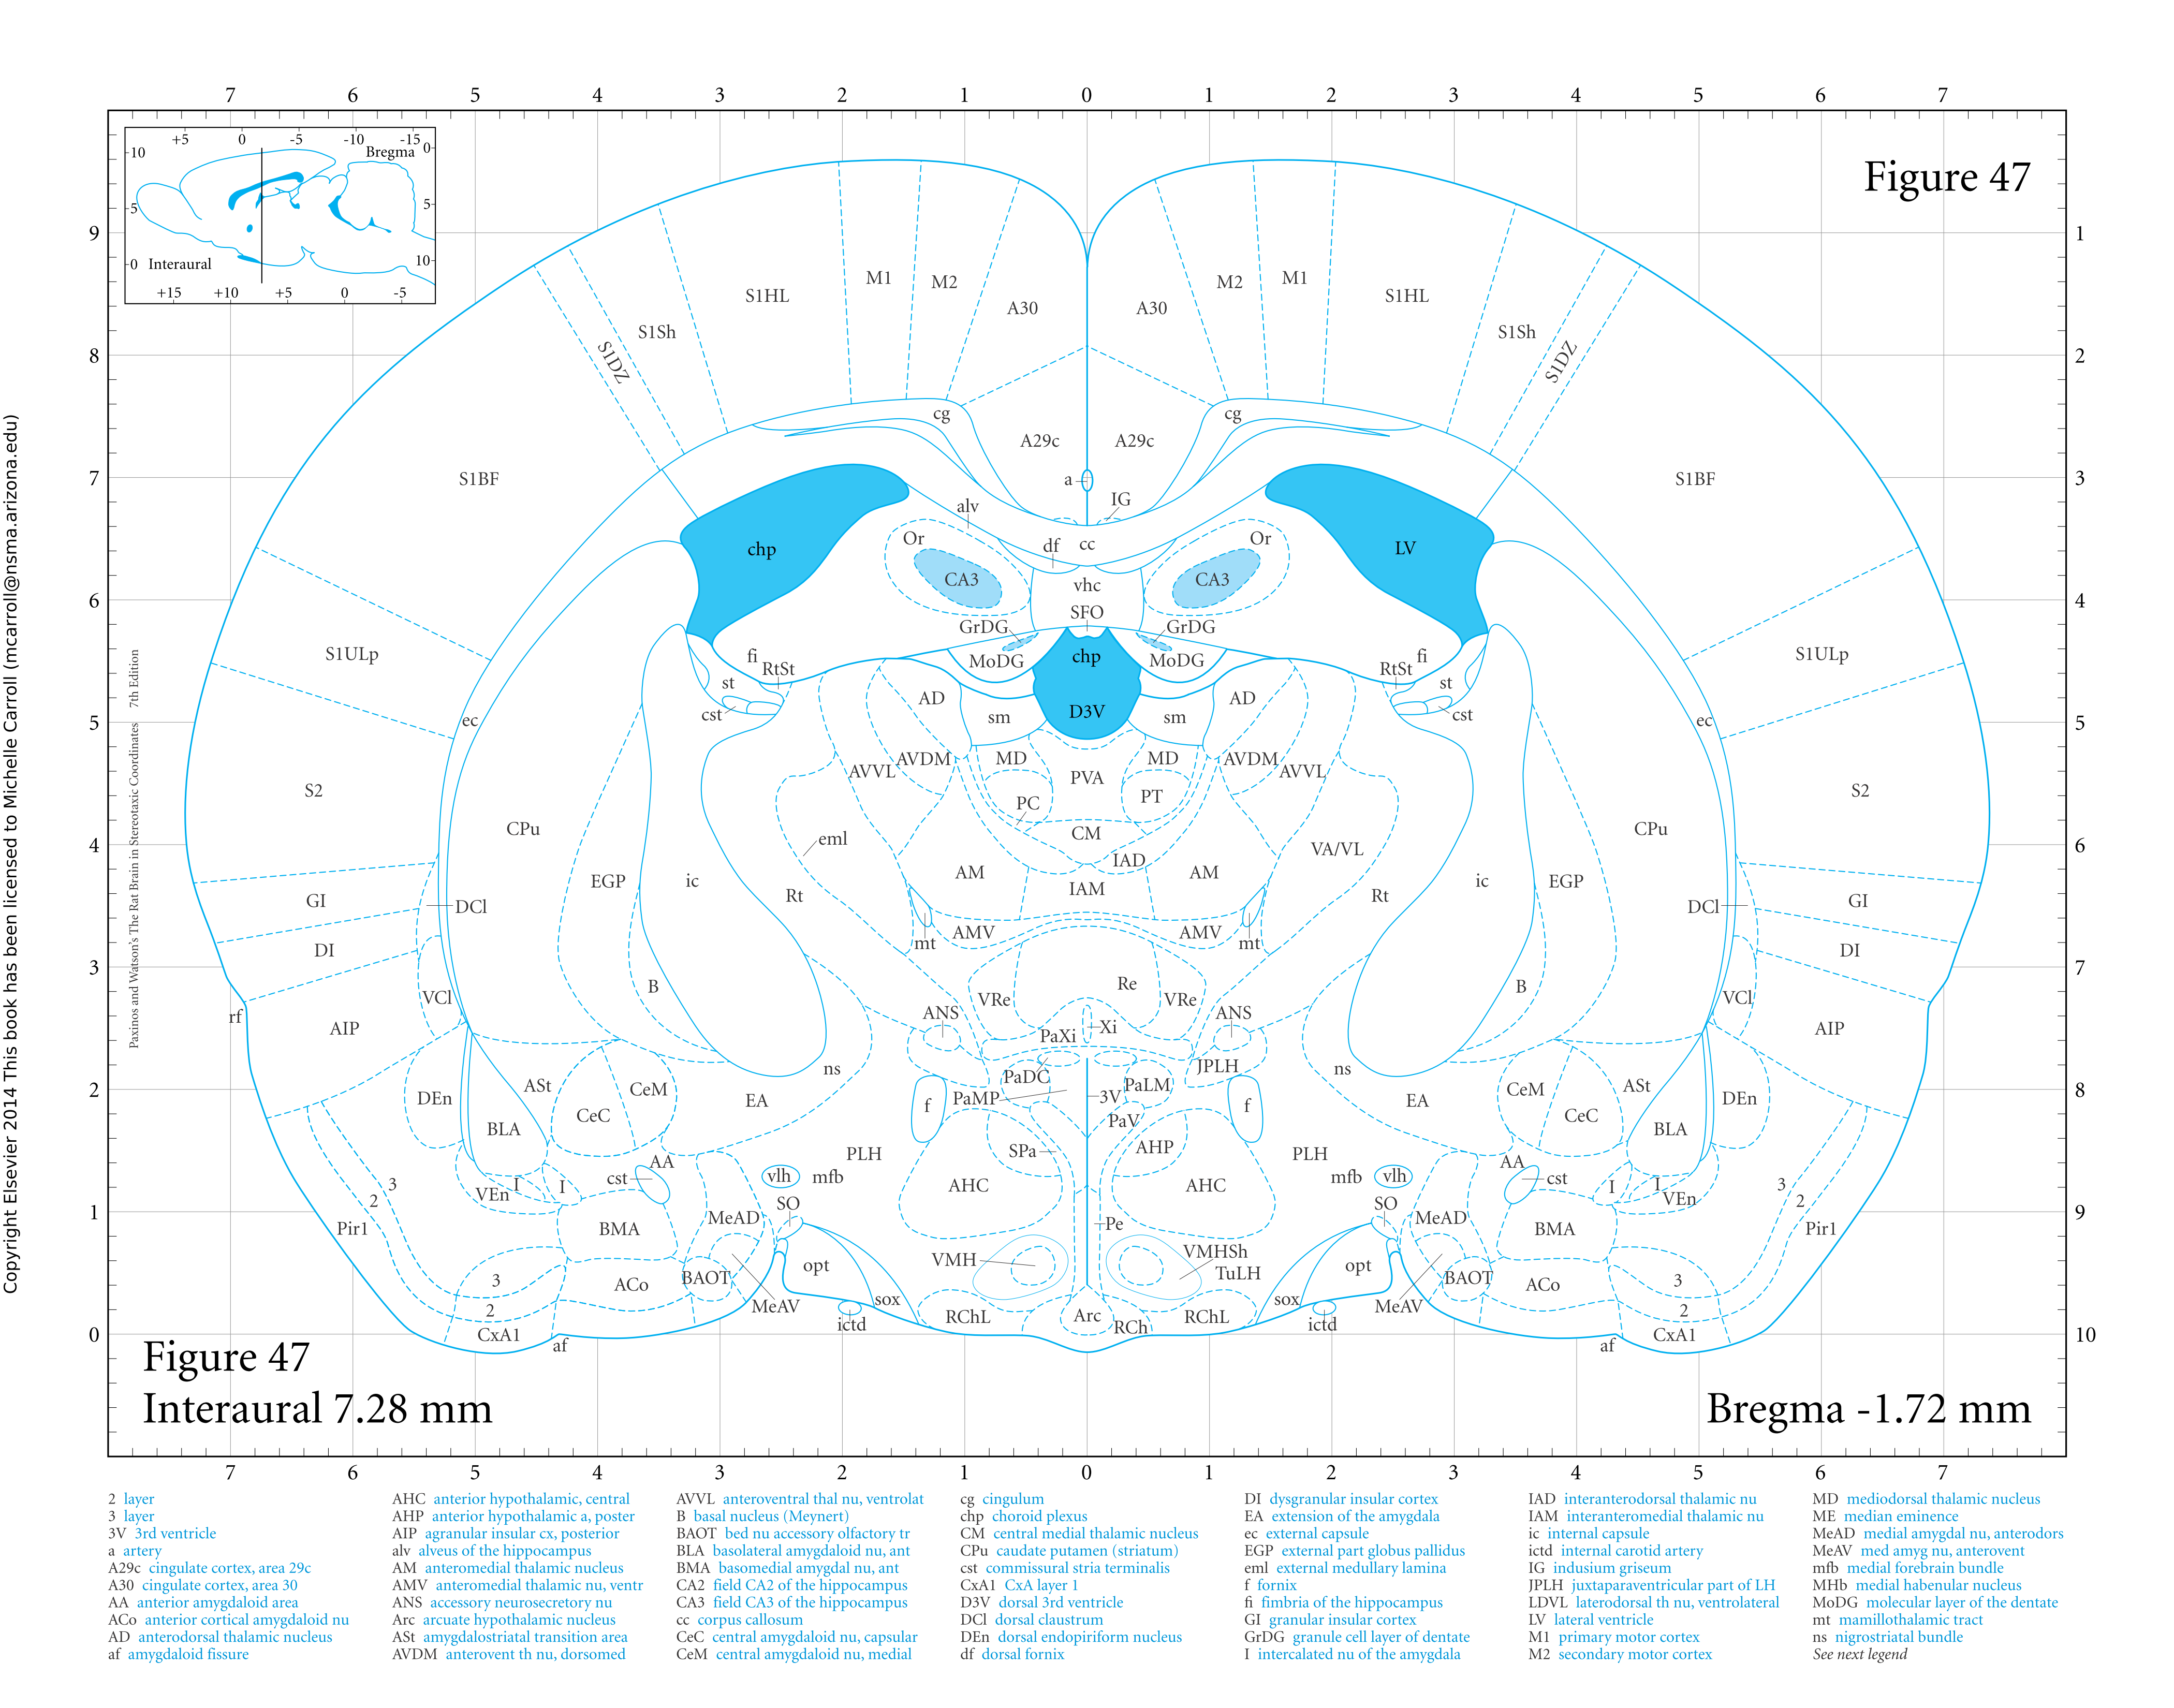 7 6 5 4 3 2 1 0 1 2 3 4 5 6 7
+5 0 -5 -10 -15
Bregma 0
10
5 5
10
0 Interaural
+15 +10 +5 0 -5
Figure 47
9 1
8 2
7 3
6 4
5 5
4 6
3 7
2 8
1 9
0 10
S1HL M1 M2 A30 A30 M2 M1 S1HL
S1Sh S1Sh
S1DZ S1DZ
cg cg
A29c A29c
S1BF a S1BF
IG
alv
Or df cc Or
chp LV
CA3 vhc CA3
SFO
GrDG GrDG
S1ULp fi RtSt MoDG chp MoDG RtSt fi S1ULp
st AD AD st
cst sm D3V sm cst
ec ec
AVDM MD MD AVDM
AVVL PVA AVVL
S2 PC PT S2
CPu eml CM CPu
VA/VL
IAD
EGP ic AM IAM AM ic EGP
Rt Rt
GI DCl DCl GI
AMV AMV
mt mt
DI DI
B VRe Re VRe B
VCl VCl
rf ANS ANS
AIP PaXi Xi AIP
JPLH
ns PaDC PaLM ns
DEn ASt CeM PaMP 3V CeM ASt DEn
CeC EA f PaV f EA CeC
BLA BLA
SPa AHP
AA PLH PLH AA
cst vlh mfb mfb vlh cst
3 VEn I I AHC AHC I I VEn 3
2 SO SO 2
Pir1 BMA MeAD Pe MeAD BMA Pir1
VMH VMHSh
opt TuLH opt
3 ACo BAOT BAOT ACo 3
2 MeAV sox RChL Arc RCh RChL sox MeAV 2
CxA1 ictd ictd CxA1
af af
Figure 47
Interaural 7.28 mm
Bregma -1.72 mm
7 6 5 4 3 2 1 0 1 2 3 4 5 6 7
Copyright Elsevier 2014 This book has been licensed to Michelle Carroll (mcarroll@nsma.arizona.edu)
Paxinos and Watson's The Rat Brain in Stereotaxic Coordinates 7th Edition
2 layer
3 layer
3V 3rd ventricle
a artery
A29c cingulate cortex, area 29c
A30 cingulate cortex, area 30
AA anterior amygdaloid area
ACo anterior cortical amygdaloid nu
AD anterodorsal thalamic nucleus
af amygdaloid fissure
AHC anterior hypothalamic, central
AHP anterior hypothalamic a, poster
AIP agranular insular cx, posterior
alv alveus of the hippocampus
AM anteromedial thalamic nucleus
AMV anteromedial thalamic nu, ventr
ANS accessory neurosecretory nu
Arc arcuate hypothalamic nucleus
ASt amygdalostriatal transition area
AVDM anterovent th nu, dorsomed
AVVL anteroventral thal nu, ventrolat
B basal nucleus (Meynert)
BAOT bed nu accessory olfactory tr
BLA basolateral amygdaloid nu, ant
BMA basomedial amygdal nu, ant
CA2 field CA2 of the hippocampus
CA3 field CA3 of the hippocampus
cc corpus callosum
CeC central amygdaloid nu, capsular
CeM central amygdaloid nu, medial
cg cingulum
chp choroid plexus
CM central medial thalamic nucleus
CPu caudate putamen (striatum)
cst commissural stria terminalis
CxA1 CxA layer 1
D3V dorsal 3rd ventricle
DCl dorsal claustrum
DEn dorsal endopiriform nucleus
df dorsal fornix
DI dysgranular insular cortex
EA extension of the amygdala
ec external capsule
EGP external part globus pallidus
eml external medullary lamina
f fornix
fi fimbria of the hippocampus
GI granular insular cortex
GrDG granule cell layer of dentate
I intercalated nu of the amygdala
IAD interanterodorsal thalamic nu
IAM interanteromedial thalamic nu
ic internal capsule
ictd internal carotid artery
IG indusium griseum
JPLH juxtaparaventricular part of LH
LDVL laterodorsal th nu, ventrolateral
LV lateral ventricle
M1 primary motor cortex
M2 secondary motor cortex
MD mediodorsal thalamic nucleus
ME median eminence
MeAD medial amygdal nu, anterodors
MeAV med amyg nu, anterovent
mfb medial forebrain bundle
MHb medial habenular nucleus
MoDG molecular layer of the dentate
mt mamillothalamic tract
ns nigrostriatal bundle
See next legend